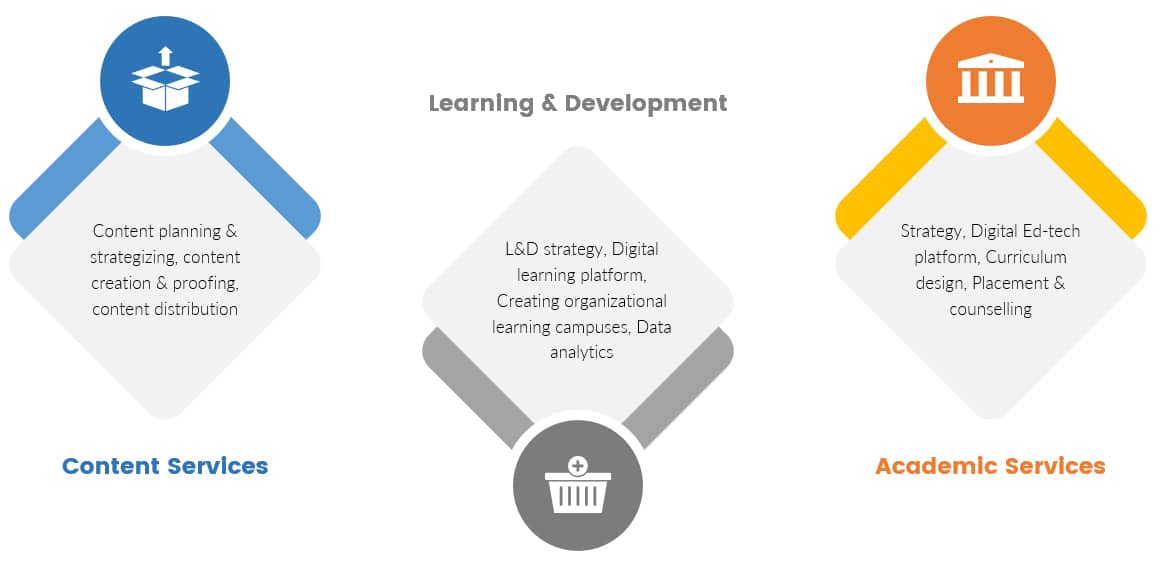 Content planning &
strategizing, content
creation & proofing,
content distribution
Content Services
Learning & Development
L&D strategy, Digital
learning platform,
Creating organizational
learning campuses, Data
analytics
Strategy, Digital Ed-tech
platform, Curriculum
design, Placement &
counselling
Academic Services